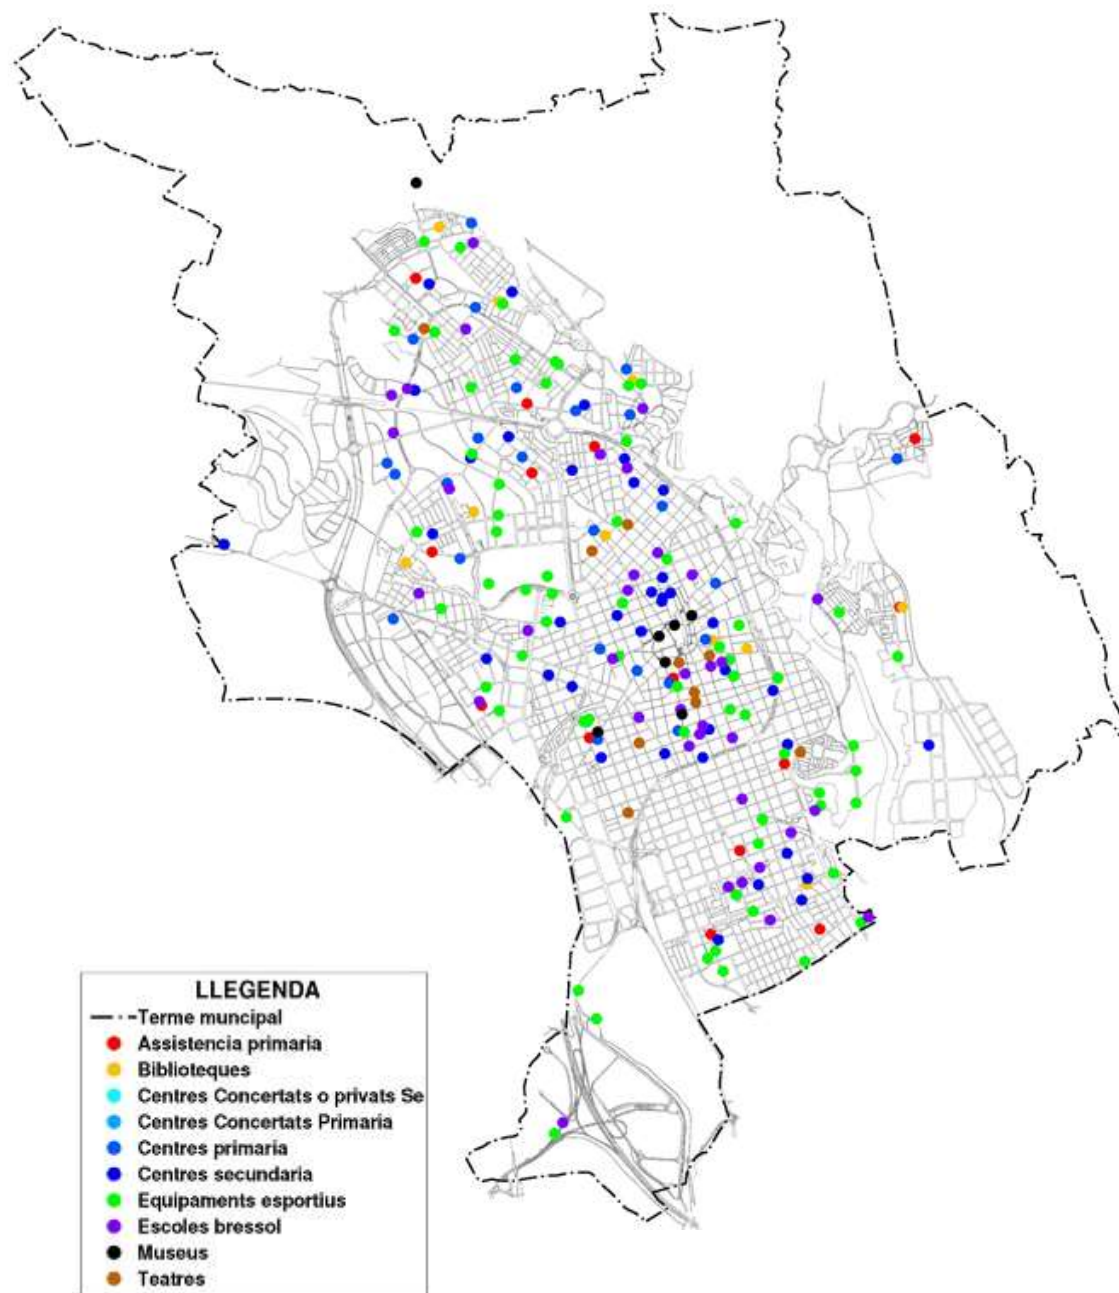 LLEGENDA
Terme muncipal
Assistencia primaria
Biblioteques
Centres Concertats o privats Se
Centres Concertats Primaria
Centres primaria
Centres secundaria
Equipaments esportius
Escoles bressol
Museus
Teatres